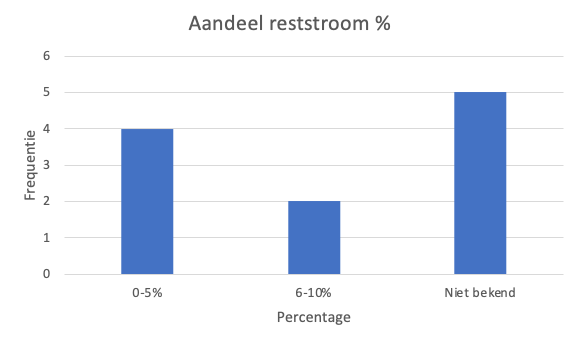 Aandeel reststroom %
6
5
4
3
2
1
0
Frequentie
0-5%
6-10%
Niet bekend
Percentage